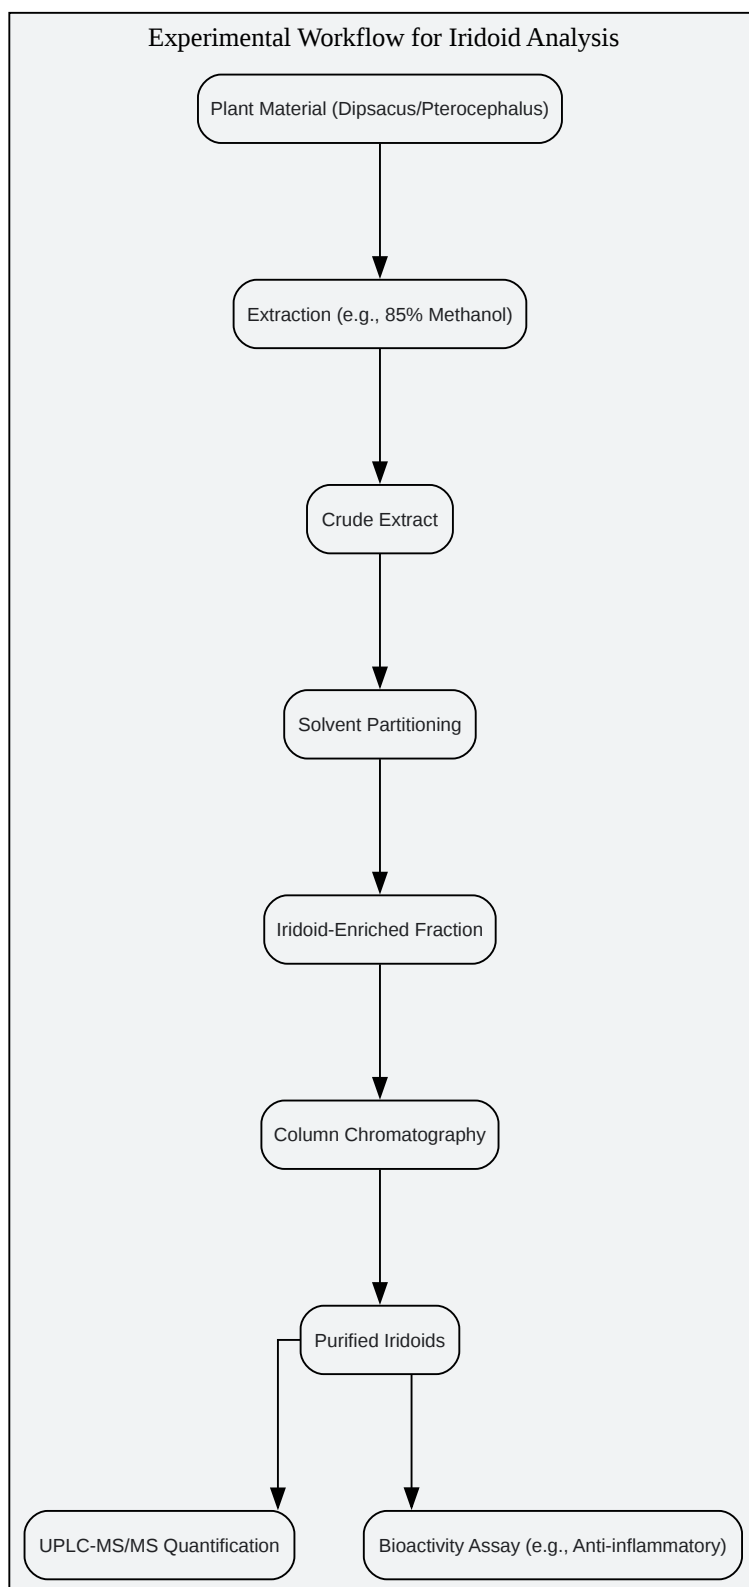 Experimental Workflow for Iridoid Analysis
Plant Material (Dipsacus/Pterocephalus)
Extraction (e.g., 85% Methanol)
Crude Extract
Solvent Partitioning
Iridoid-Enriched Fraction
Column Chromatography
Purified Iridoids
UPLC-MS/MS Quantification
Bioactivity Assay (e.g., Anti-inflammatory)